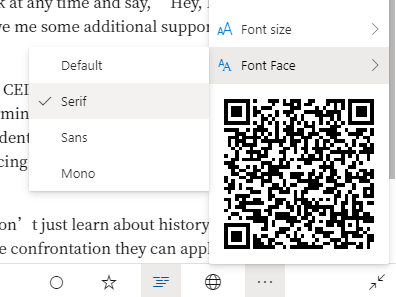 k at any time and say, " Hey, I
ve me some additional suppor
Font size
Font Face
Default
Serif
Sans
Mono
CEI
rmin
dent
cing
on't just learn about history
e confrontation they can appl